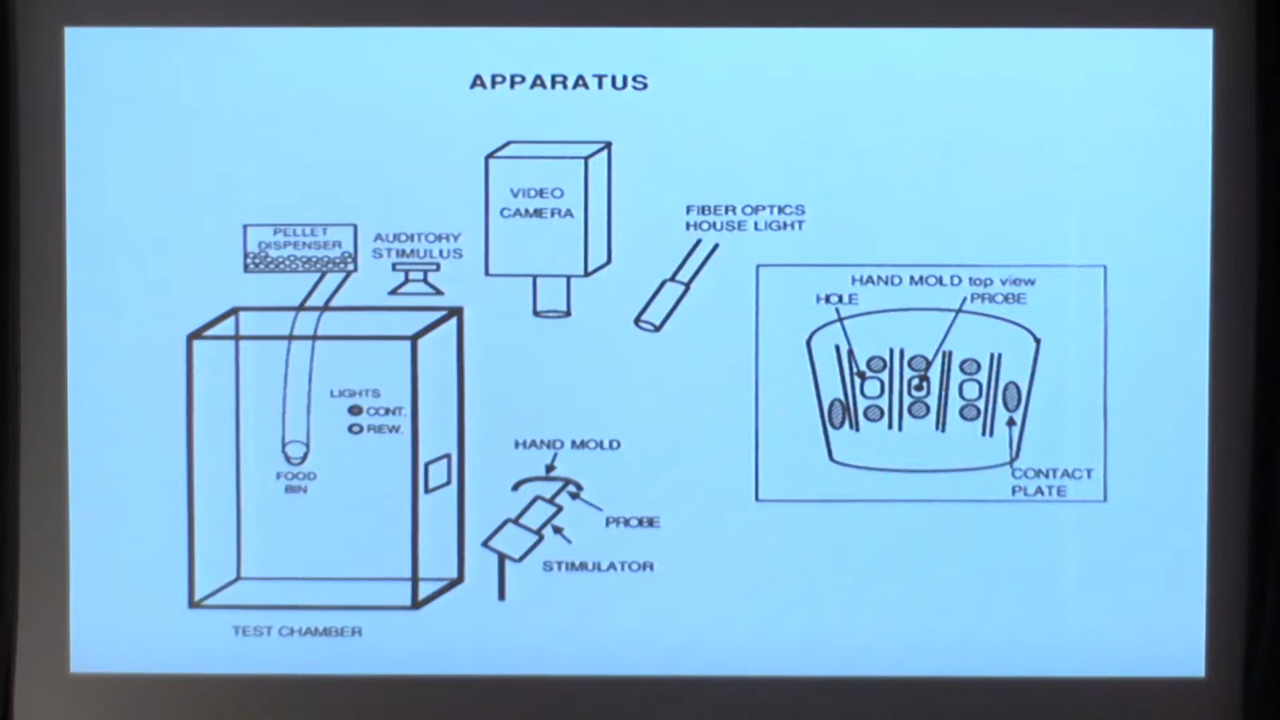 APPARATUS
VIDEO
CAMERA
FIBER OPTICS
HOUSE LIGHT
PELLET
DISPENSER
AUDITORY
STIMULUS
HAND MOLD top view
HOLE
PROBE
LIGHTS
CONT.
REW.
HAND MOLD
FOOD
BIN
CONTACT
PLATE
PROBE
STIMULATOR
TEST CHAMBER